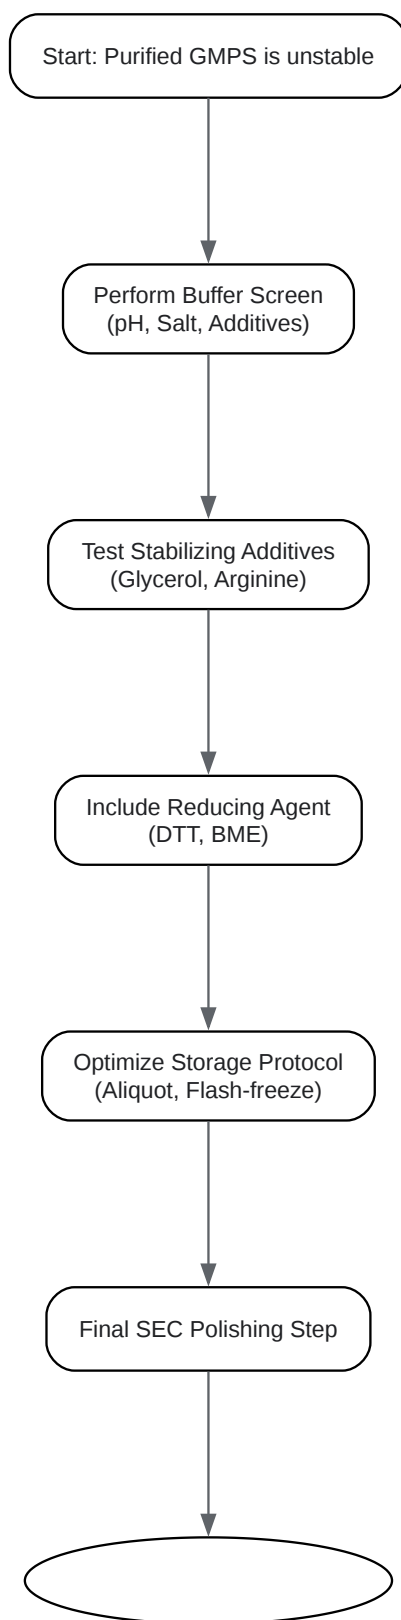 Start: Purified GMPS is unstable
Perform Buffer Screen
(pH, Salt, Additives)
Test Stabilizing Additives
(Glycerol, Arginine)
Include Reducing Agent
(DTT, BME)
Optimize Storage Protocol
(Aliquot, Flash-freeze)
Final SEC Polishing Step